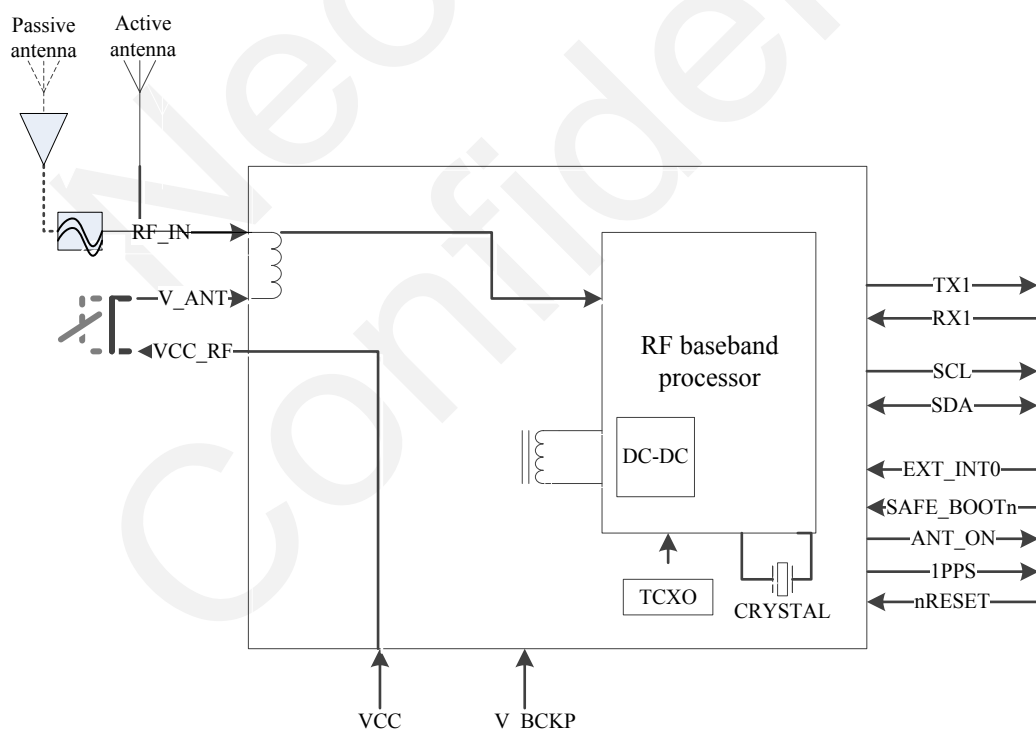 Passive
antenna
Active
antenna
RF_IN
V_ANT
VCC_RF
RF baseband
processor
DC-DC
TCXO
CRYSTAL
TX1
RX1
SCL
SDA
EXT_INT0
SAFE_BOOTn
ANT_ON
1PPS
nRESET
VCC
V_BCKP